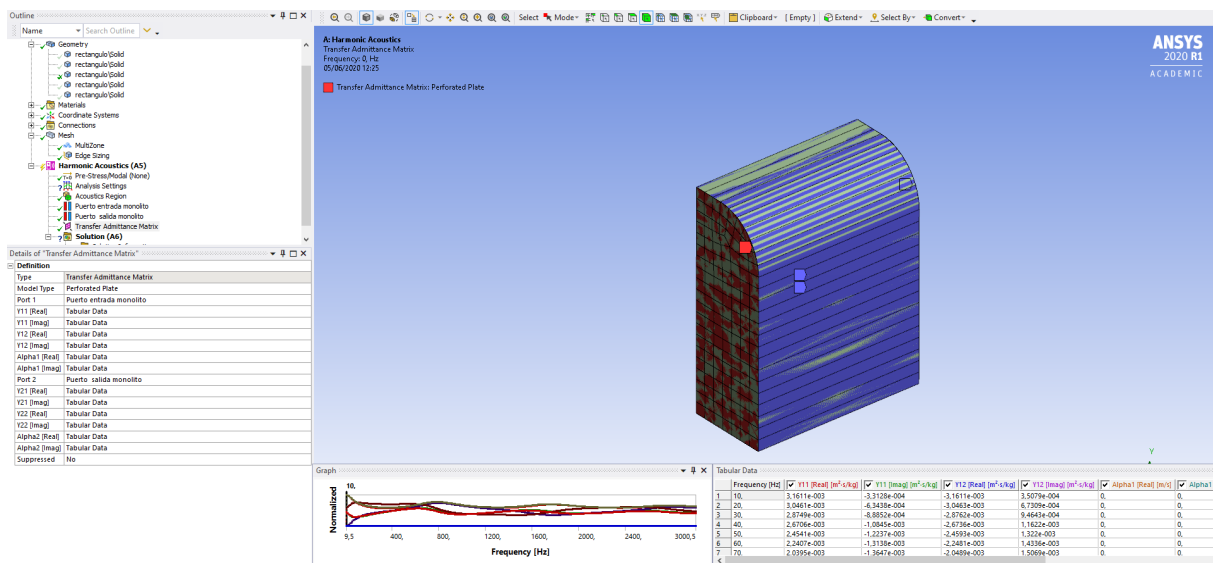 Outline
Name Search Outline
Select Mode Clipboard [ Empty ] Extend Select By Convert
Geometry
rectangulo\Solid
rectangulo\Solid
rectangulo\Solid
rectangulo\Solid
rectangulo\Solid
Materials
Coordinate Systems
Connections
Mesh
MultiZone
Edge Sizing
Harmonic Acoustics (A5)
Pre-Stress/Modal (None)
Analysis Settings
Acoustics Region
Puerto entrada monolito
Puerto salida monolito
Transfer Admittance Matrix
Solution (A6)
A: Harmonic Acoustics
Transfer Admittance Matrix
Frequency: 0, Hz
05/06/2020 12:25
Transfer Admittance Matrix: Perforated Plate
ANSYS
2020 R1
ACADEMIC
Y
Details of "Transfer Admittance Matrix"
Definition
Type Transfer Admittance Matrix
Model Type Perforated Plate
Port 1 Puerto entrada monolito
Y11 [Real] Tabular Data
Y11 [Imag] Tabular Data
Y12 [Real] Tabular Data
Y12 [Imag] Tabular Data
Alpha1 [Real] Tabular Data
Alpha1 [Imag] Tabular Data
Port 2 Puerto salida monolito
Y21 [Real] Tabular Data
Y21 [Imag] Tabular Data
Y22 [Real] Tabular Data
Y22 [Imag] Tabular Data
Alpha2 [Real] Tabular Data
Alpha2 [Imag] Tabular Data
Suppressed No
Graph
Normalized
10,
9,5 400, 800, 1200, 1600, 2000, 2400, 3000,5
Frequency [Hz]
Tabular Data
Frequency [Hz] Y11 [Real] [m²·s/kg] Y11 [Imag] [m²·s/kg] Y12 [Real] [m²·s/kg] Y12 [Imag] [m²·s/kg] Alpha1 [Real] [m/s] Alpha1
1 10, 3,1611e-003 -3,3128e-004 -3,1611e-003 3,5079e-004 0, 0,
2 20, 3,0461e-003 -6,3438e-004 -3,0463e-003 6,7309e-004 0, 0,
3 30, 2,8749e-003 -8,8852e-004 -2,8762e-003 9,4643e-004 0, 0,
4 40, 2,6706e-003 -1,0845e-003 -2,6736e-003 1,1622e-003 0, 0,
5 50, 2,4541e-003 -1,2237e-003 -2,4593e-003 1,322e-003 0, 0,
6 60, 2,2407e-003 -1,3138e-003 -2,2481e-003 1,4336e-003 0, 0,
7 70, 2,0395e-003 -1,3647e-003 -2,0489e-003 1,5069e-003 0, 0,